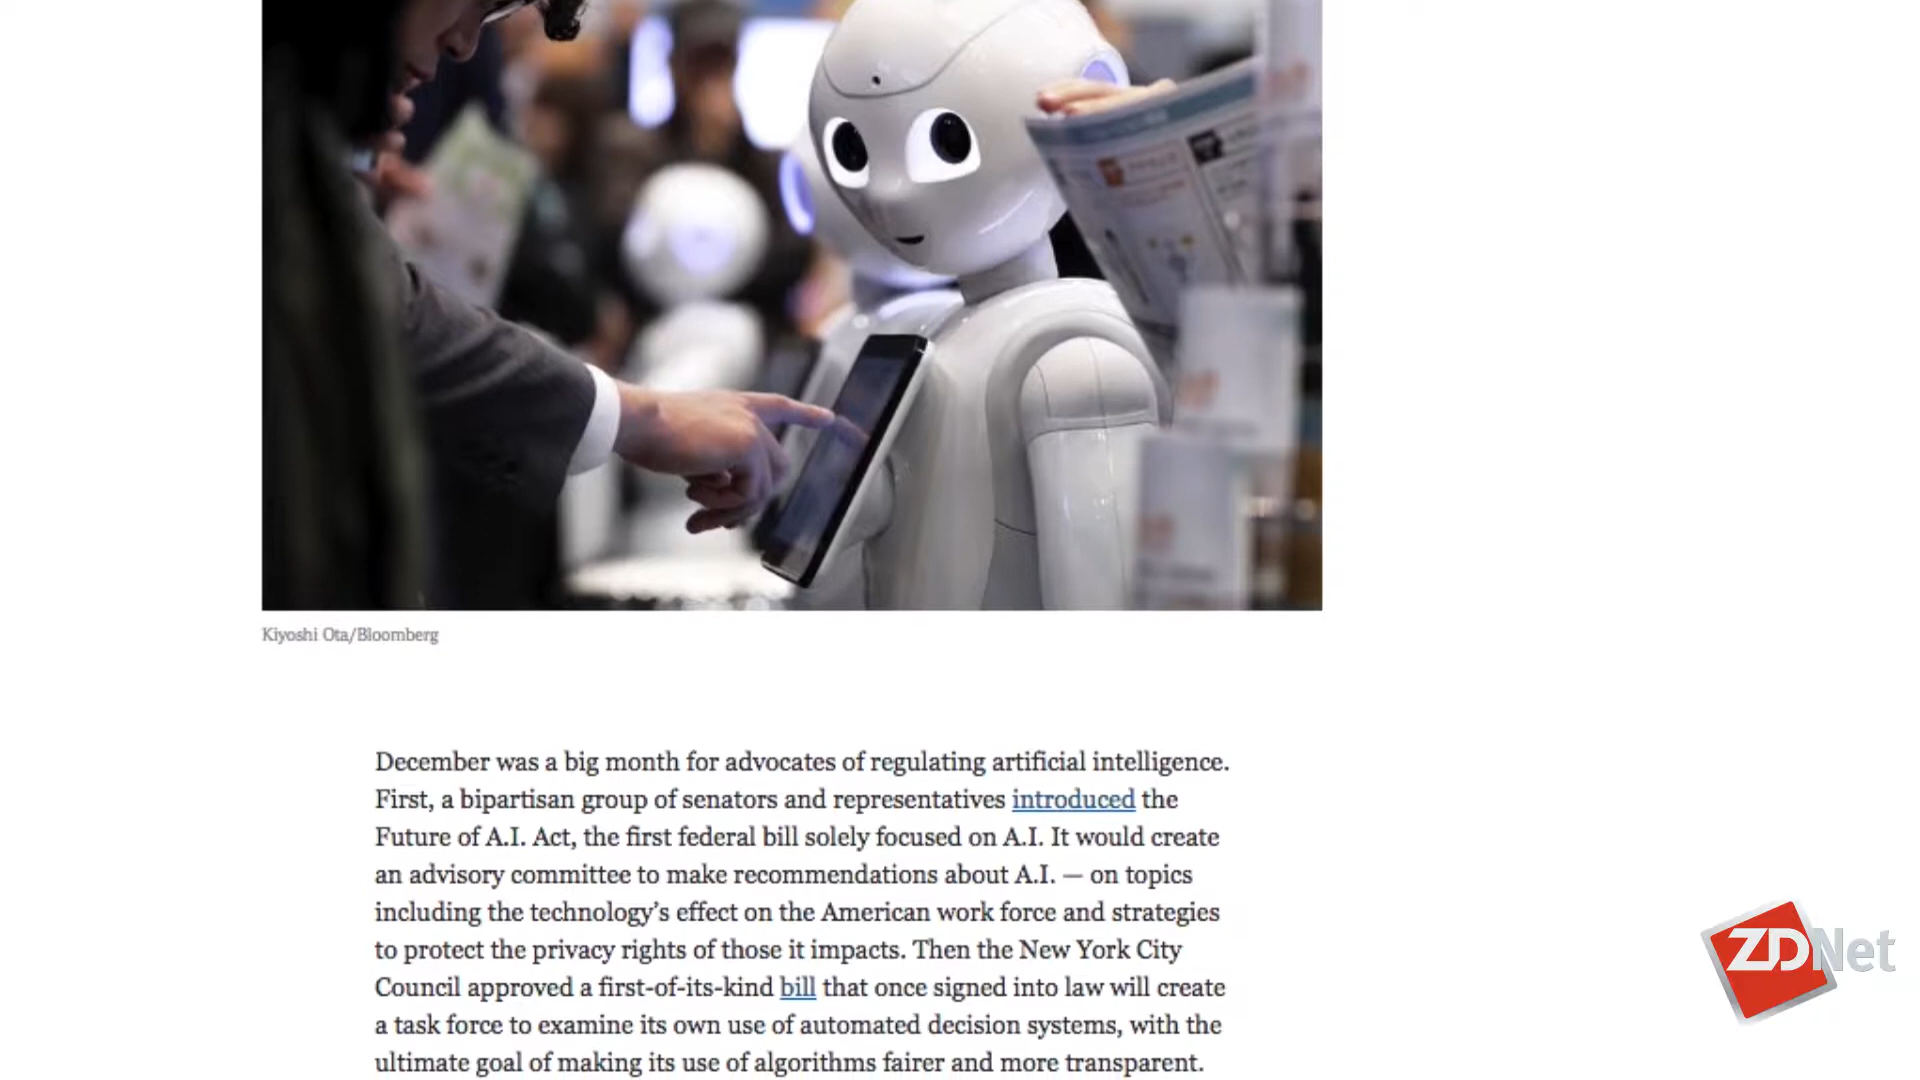 Kiyoshi Ota/Bloomberg
December was a big month for advocates of regulating artificial intelligence.
First, a bipartisan group of senators and representatives introduced the
Future of A.I. Act, the first federal bill solely focused on A.I. It would create
an advisory committee to make recommendations about A.I. — on topics
including the technology’s effect on the American work force and strategies
to protect the privacy rights of those it impacts. Then the New York City
Council approved a first-of-its-kind bill that once signed into law will create
a task force to examine its own use of automated decision systems, with the
ultimate goal of making its use of algorithms fairer and more transparent.
ZDNet